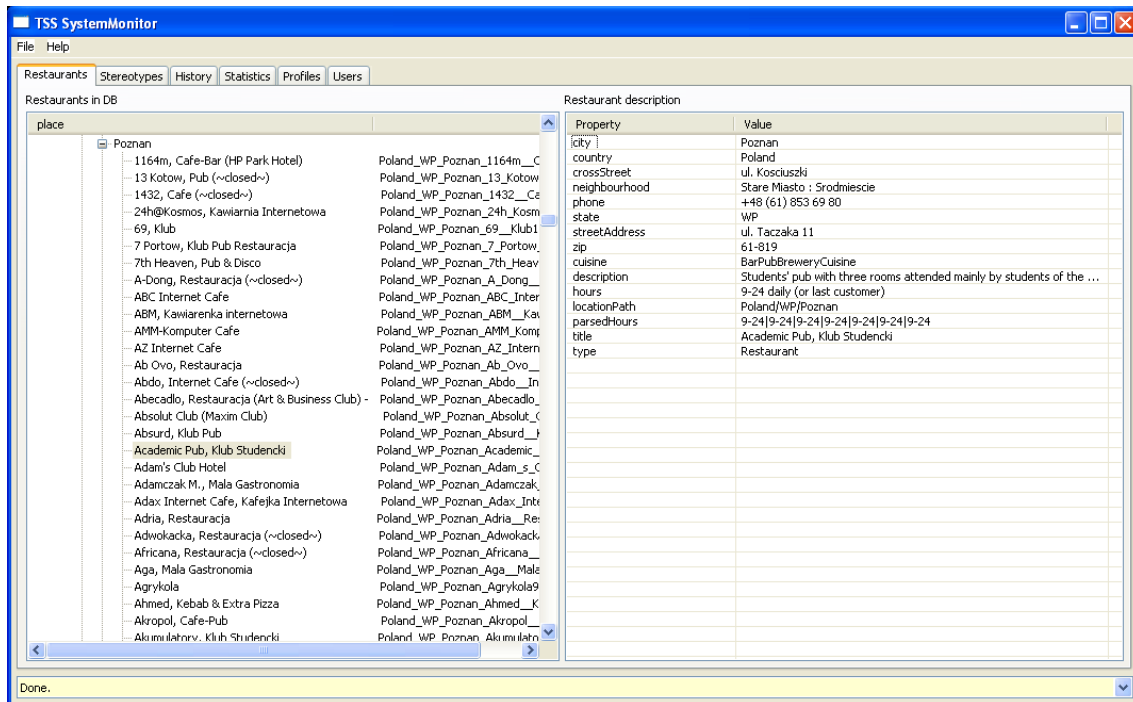 TSS SystemMonitor
File Help
Restaurants Stereotypes History Statistics Profiles Users
Restaurants in DB
place
Poznan
1164m, Cafe-Bar (HP Park Hotel) Poland_WP_Poznan_1164m__C
13 Kotow, Pub (~closed~) Poland_WP_Poznan_13_Kotow
1432, Cafe (~closed~) Poland_WP_Poznan_1432__Ca
24h@Kosmos, Kawiarnia Internetowa Poland_WP_Poznan_24h_Kosm
69, Klub Poland_WP_Poznan_69__Klub1
7 Portow, Klub Pub Restauracja Poland_WP_Poznan_7_Portow_
7th Heaven, Pub & Disco Poland_WP_Poznan_7th_Heav
A-Dong, Restauracja (~closed~) Poland_WP_Poznan_A_Dong__
ABC Internet Cafe Poland_WP_Poznan_ABC_Inter
ABM, Kawiarenka internetowa Poland_WP_Poznan_ABM__Kav
AMM-Komputer Cafe Poland_WP_Poznan_AMM_Komp
AZ Internet Cafe Poland_WP_Poznan_AZ_Intern
Ab Ovo, Restauracja Poland_WP_Poznan_Ab_Ovo__
Abdo, Internet Cafe (~closed~) Poland_WP_Poznan_Abdo__In
Abecadlo, Restauracja (Art & Business Club) - Poland_WP_Poznan_Abecadlo_
Absolut Club (Maxim Club) Poland_WP_Poznan_Absolut_C
Absurd, Klub Pub Poland_WP_Poznan_Absurd__K
Academic Pub, Klub Studencki Poland_WP_Poznan_Academic_
Adam's Club Hotel Poland_WP_Poznan_Adam_s_C
Adamczak M., Mala Gastronomia Poland_WP_Poznan_Adamczak_
Adax Internet Cafe, Kafejka Internetowa Poland_WP_Poznan_Adax_Inte
Adria, Restauracja Poland_WP_Poznan_Adria__Res
Adwokacka, Restauracja (~closed~) Poland_WP_Poznan_Adwokacka
Africana, Restauracja (~closed~) Poland_WP_Poznan_Africana__
Aga, Mala Gastronomia Poland_WP_Poznan_Aga__Mala
Agrykola Poland_WP_Poznan_Agrykola9
Ahmed, Kebab & Extra Pizza Poland_WP_Poznan_Ahmed__K
Akropol, Cafe-Pub Poland_WP_Poznan_Akropol__
Akumulatory, Klub Studencki Poland_WP_Poznan_Akumulato
Restaurant description
Property Value
city Poznan
country Poland
crossStreet ul. Kosciuszki
neighbourhood Stare Miasto : Srodmiescie
phone +48 (61) 853 69 80
state WP
streetAddress ul. Taczaka 11
zip 61-819
cuisine BarPubBreweryCuisine
description Students' pub with three rooms attended mainly by students of the ...
hours 9-24 daily (or last customer)
locationPath Poland/WP/Poznan
parsedHours 9-24|9-24|9-24|9-24|9-24|9-24|9-24
title Academic Pub, Klub Studencki
type Restaurant
Done.